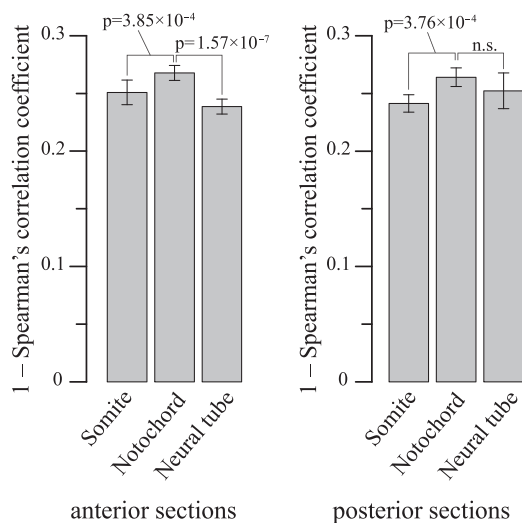 1 – Spearman's correlation coefficient
0.3
0.2
0.1
0
p=3.85×10⁻⁴
p=1.57×10⁻⁷
Somite
Notochord
Neural tube
anterior sections
1 – Spearman's correlation coefficient
0.3
0.2
0.1
0
p=3.76×10⁻⁴
n.s.
Somite
Notochord
Neural tube
posterior sections